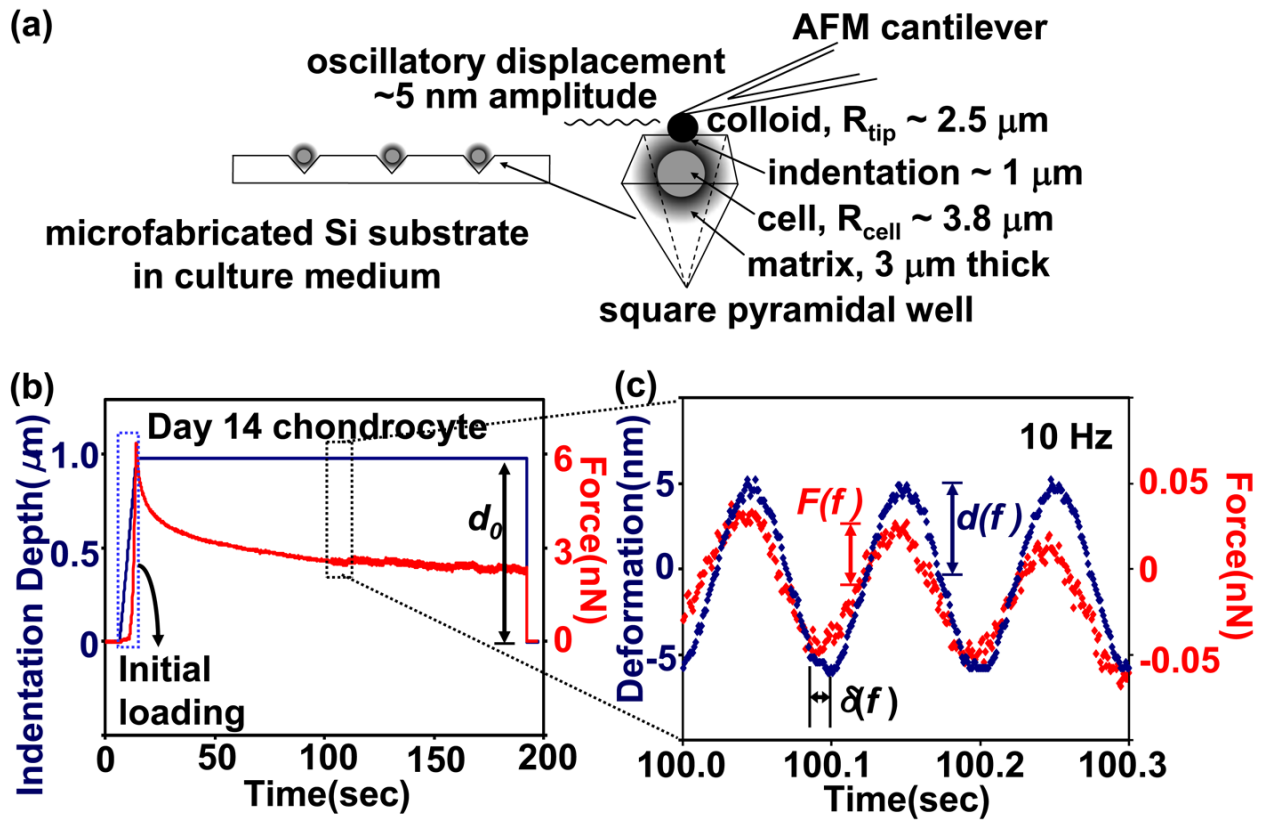 (a)
AFM cantilever
oscillatory displacement
~5 nm amplitude
colloid, Rtip ~ 2.5 μm
indentation ~ 1 μm
cell, Rcell ~ 3.8 μm
matrix, 3 μm thick
microfabricated Si substrate
in culture medium
square pyramidal well
(b)
Day 14 chondrocyte
Indentation Depth(μm)
1.0
0.5
0
Force(nN)
6
3
0
d0
Initial
loading
0
50
100
150
200
Time(sec)
(c)
10 Hz
Deformation(nm)
5
0
-5
Force(nN)
0.05
0
-0.05
F(f)
d(f)
δ(f)
100.0
100.1
100.2
100.3
Time(sec)